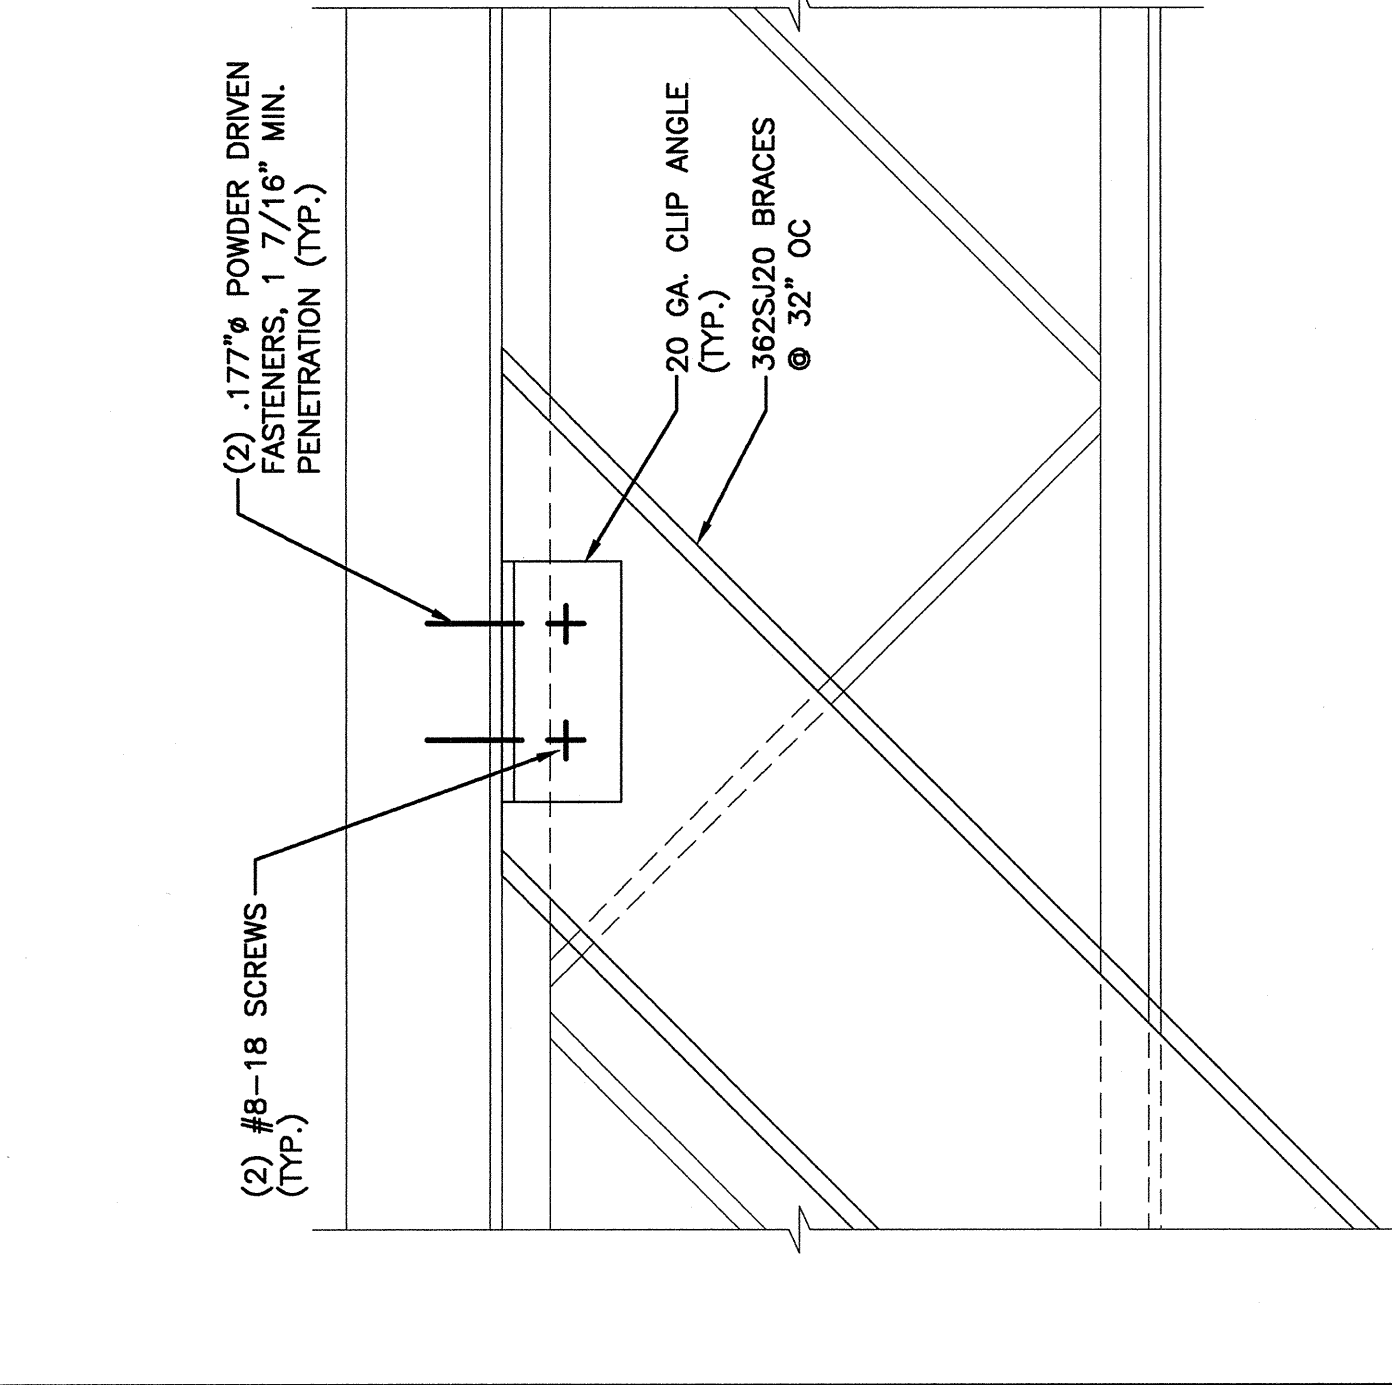 (2) .177"ø POWDER DRIVEN
FASTENERS, 1 7/16" MIN.
PENETRATION (TYP.)
20 GA. CLIP ANGLE
(TYP.)
362SJ20 BRACES
@ 32" OC
(2) #8-18 SCREWS
(TYP.)